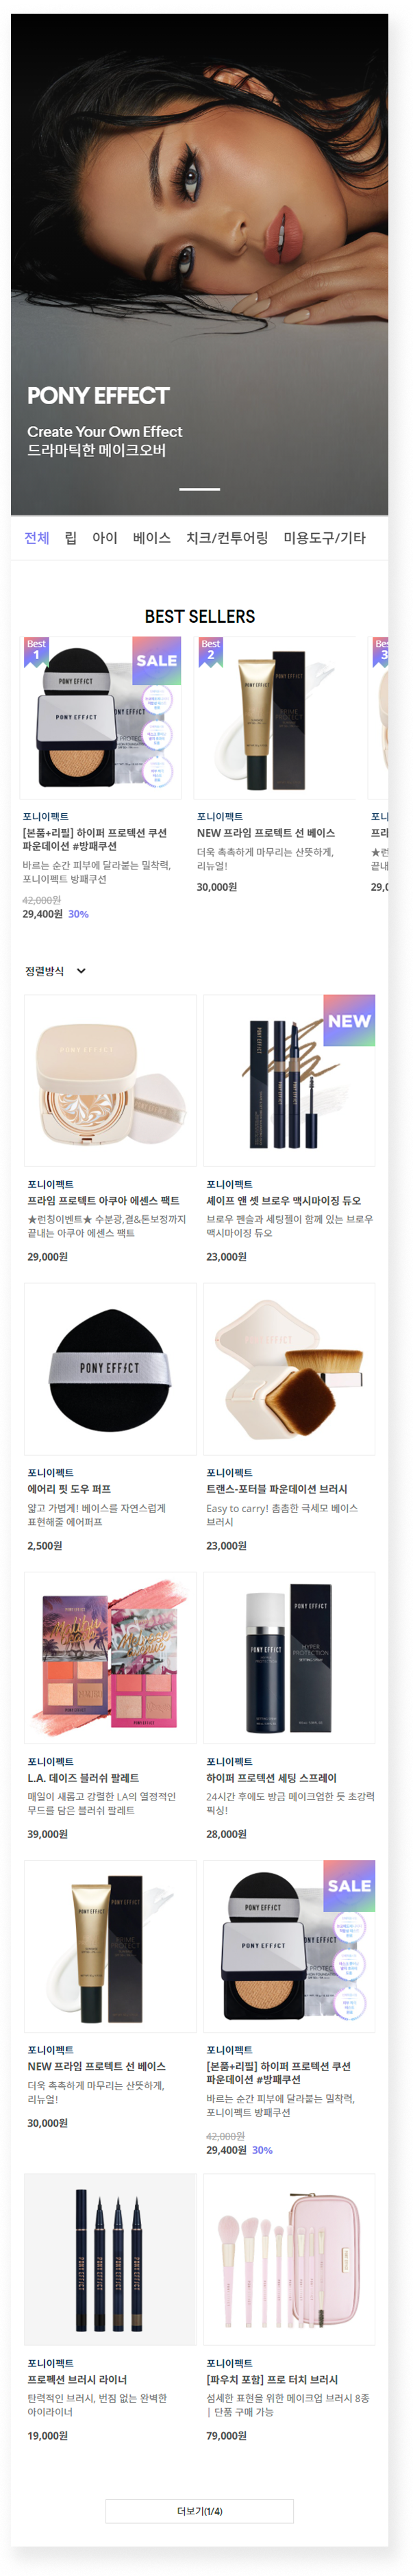 PONY EFFECT
Create Your Own Effect
드라마틱한 메이크오버
전체 립 아이 베이스 치크/컨투어링 미용도구/기타
BEST SELLERS
Best
1
SALE
PONY EFFECT
PONY EFFECT
Best
2
PONY EFFECT
PONY EFFECT
포니이펙트
[본품+리필] 하이퍼 프로텍션 쿠션
파운데이션 #방패쿠션
바르는 순간 피부에 달라붙는 밀착력,
포니이펙트 방패쿠션
42,000원
29,400원 30%
포니이펙트
NEW 프라임 프로텍트 선 베이스
더욱 촉촉하게 마무리는 산뜻하게,
리뉴얼!
30,000원
정렬방식
NEW
PONY EFFECT
포니이펙트
프라임 프로텍트 아쿠아 에센스 팩트
★런칭이벤트★ 수분광,결&톤보정까지
끝내는 아쿠아 에센스 팩트
29,000원
포니이펙트
셰이프 앤 셋 브로우 맥시마이징 듀오
브로우 펜슬과 세팅젤이 함께 있는 브로우
맥시마이징 듀오
23,000원
PONY EFFECT
포니이펙트
에어리 핏 도우 퍼프
얇고 가볍게! 베이스를 자연스럽게
표현해줄 에어퍼프
2,500원
포니이펙트
트랜스-포터블 파운데이션 브러시
Easy to carry! 촘촘한 극세모 베이스
브러시
23,000원
PONY EFFECT
PONY EFFECT
HYPER
PROTECTION
포니이펙트
L.A. 데이즈 블러쉬 팔레트
매일이 새롭고 강렬한 LA의 열정적인
무드를 담은 블러쉬 팔레트
39,000원
포니이펙트
하이퍼 프로텍션 세팅 스프레이
24시간 후에도 방금 메이크업한 듯 초강력
픽싱!
28,000원
PONY EFFECT
PONY EFFECT
SALE
PONY EFFECT
PONY EFFECT
포니이펙트
NEW 프라임 프로텍트 선 베이스
더욱 촉촉하게 마무리는 산뜻하게,
리뉴얼!
30,000원
포니이펙트
[본품+리필] 하이퍼 프로텍션 쿠션
파운데이션 #방패쿠션
바르는 순간 피부에 달라붙는 밀착력,
포니이펙트 방패쿠션
42,000원
29,400원 30%
포니이펙트
프로펙션 브러시 라이너
탄력적인 브러시, 번짐 없는 완벽한
아이라이너
19,000원
포니이펙트
[파우치 포함] 프로 터치 브러시
섬세한 표현을 위한 메이크업 브러시 8종
| 단품 구매 가능
79,000원
더보기(1/4)